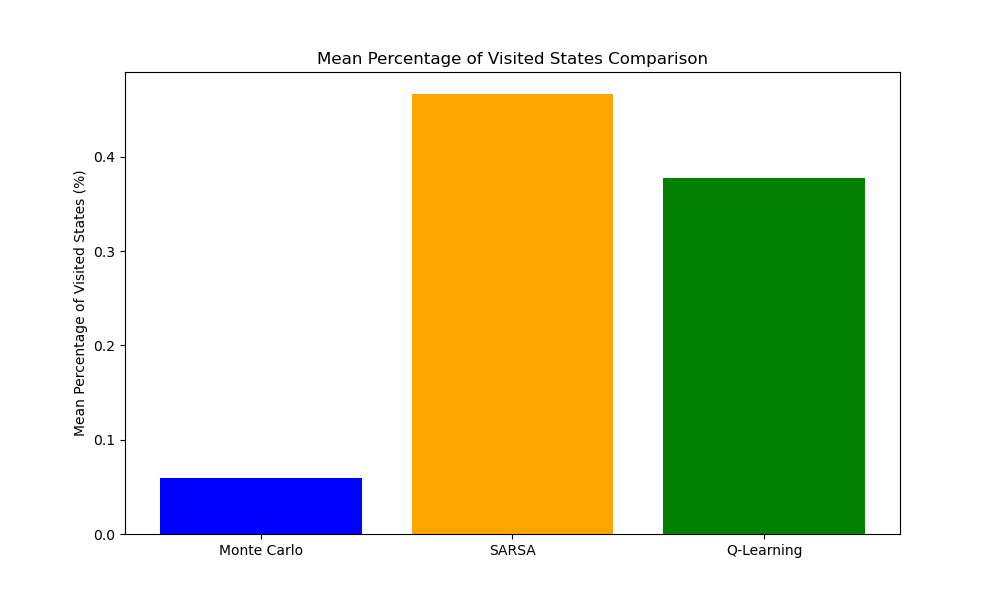 Mean Percentage of Visited States Comparison
Mean Percentage of Visited States (%)
0.4
0.3
0.2
0.1
0.0
Monte Carlo
SARSA
Q-Learning